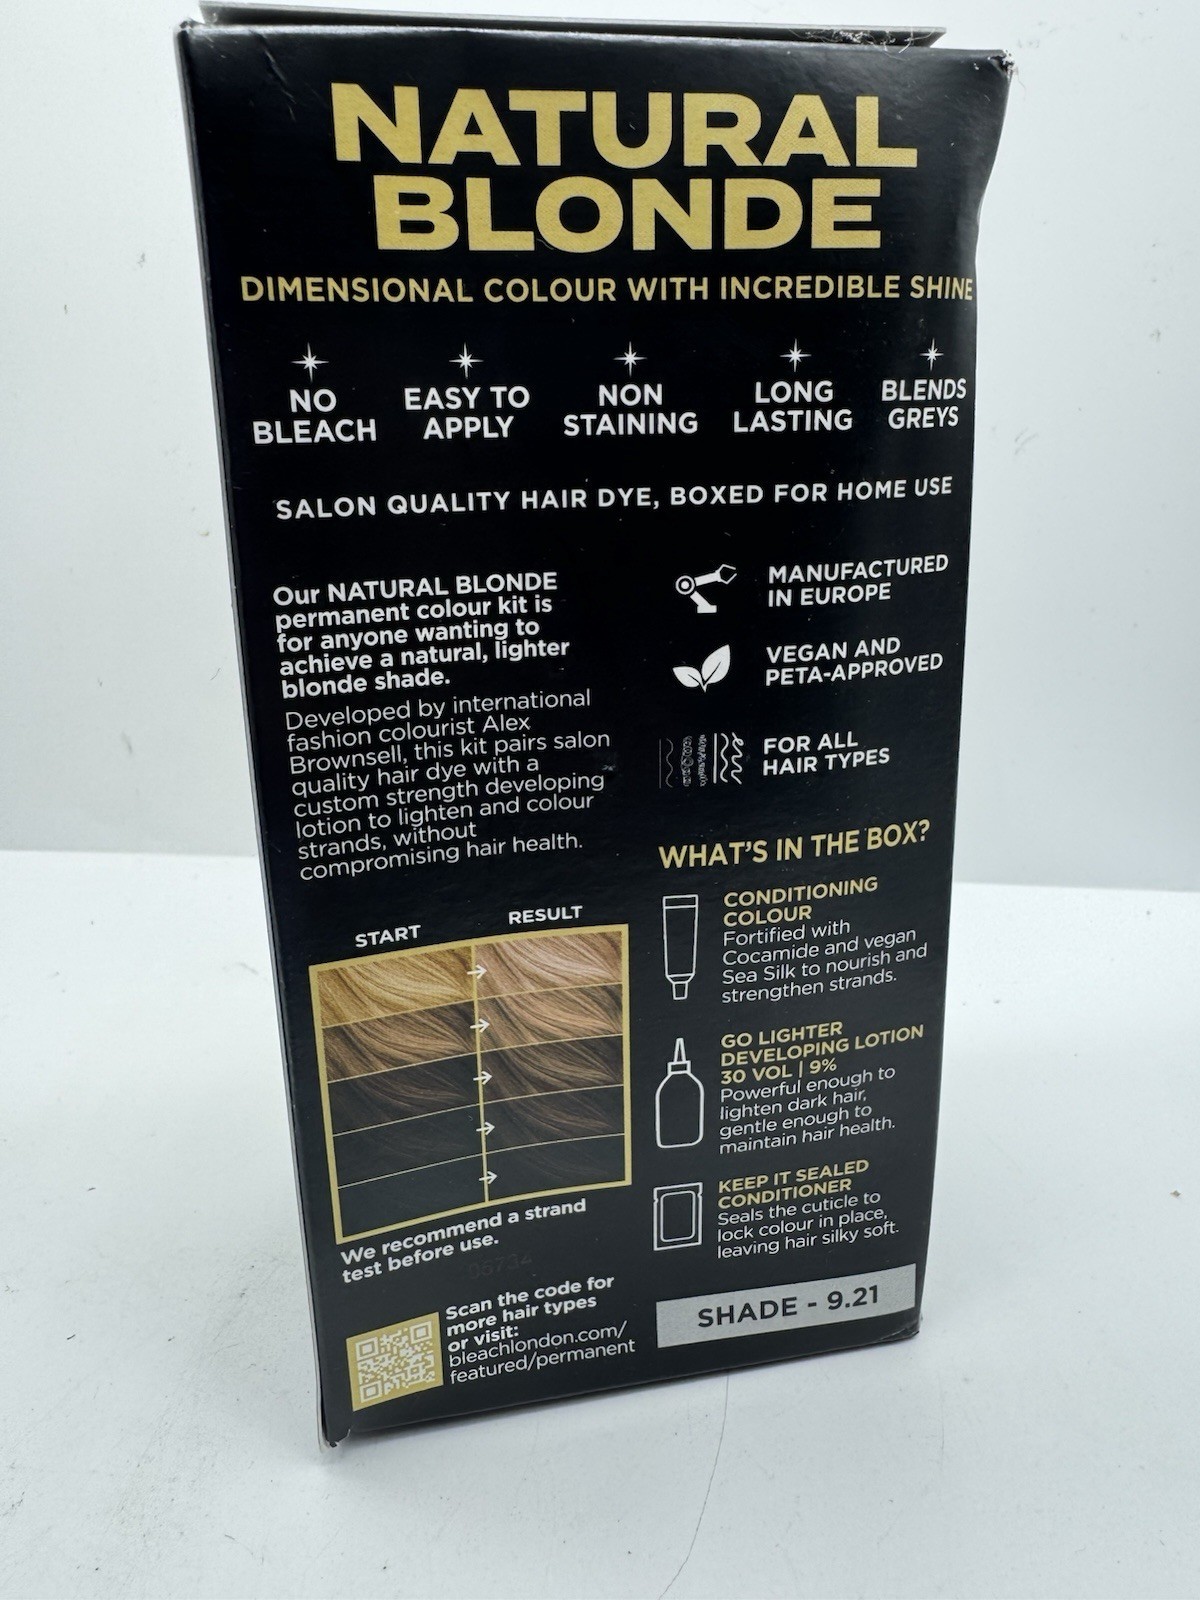 NATURAL
BLONDE
DIMENSIONAL COLOUR WITH INCREDIBLE SHINE
NO
BLEACH
EASY TO
APPLY
NON
STAINING
LONG
LASTING
BLENDS
GREYS
SALON QUALITY HAIR DYE, BOXED FOR HOME USE
Our NATURAL BLONDE
permanent colour kit is
for anyone wanting to
achieve a natural, lighter
blonde shade.
Developed by international
fashion colourist Alex
Brownsell, this kit pairs salon
quality hair dye with a
custom strength developing
lotion to lighten and colour
strands, without
compromising hair health.
START
RESULT
We recommend a strand
test before use.
Scan the code for
more hair types
or visit:
bleachlondon.com/
featured/permanent
MANUFACTURED
IN EUROPE
VEGAN AND
PETA-APPROVED
FOR ALL
HAIR TYPES
WHAT'S IN THE BOX?
CONDITIONING
COLOUR
Fortified with
Cocamide and vegan
Sea Silk to nourish and
strengthen strands.
GO LIGHTER
DEVELOPING LOTION
30 VOL | 9%
Powerful enough to
lighten dark hair,
gentle enough to
maintain hair health.
KEEP IT SEALED
CONDITIONER
Seals the cuticle to
lock colour in place,
leaving hair silky soft.
SHADE - 9.21